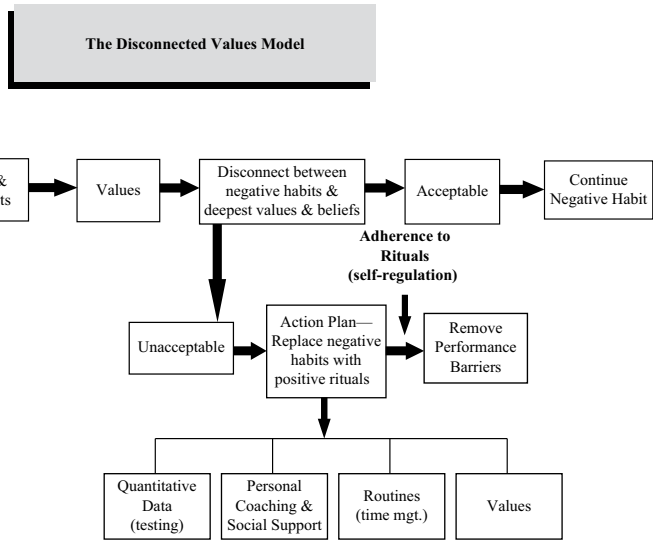 The Disconnected Values Model
&
ts
Values
Disconnect between
negative habits &
deepest values & beliefs
Acceptable
Continue
Negative Habit
Adherence to
Rituals
(self-regulation)
Unacceptable
Action Plan—
Replace negative
habits with
positive rituals
Remove
Performance
Barriers
Quantitative
Data
(testing)
Personal
Coaching &
Social Support
Routines
(time mgt.)
Values